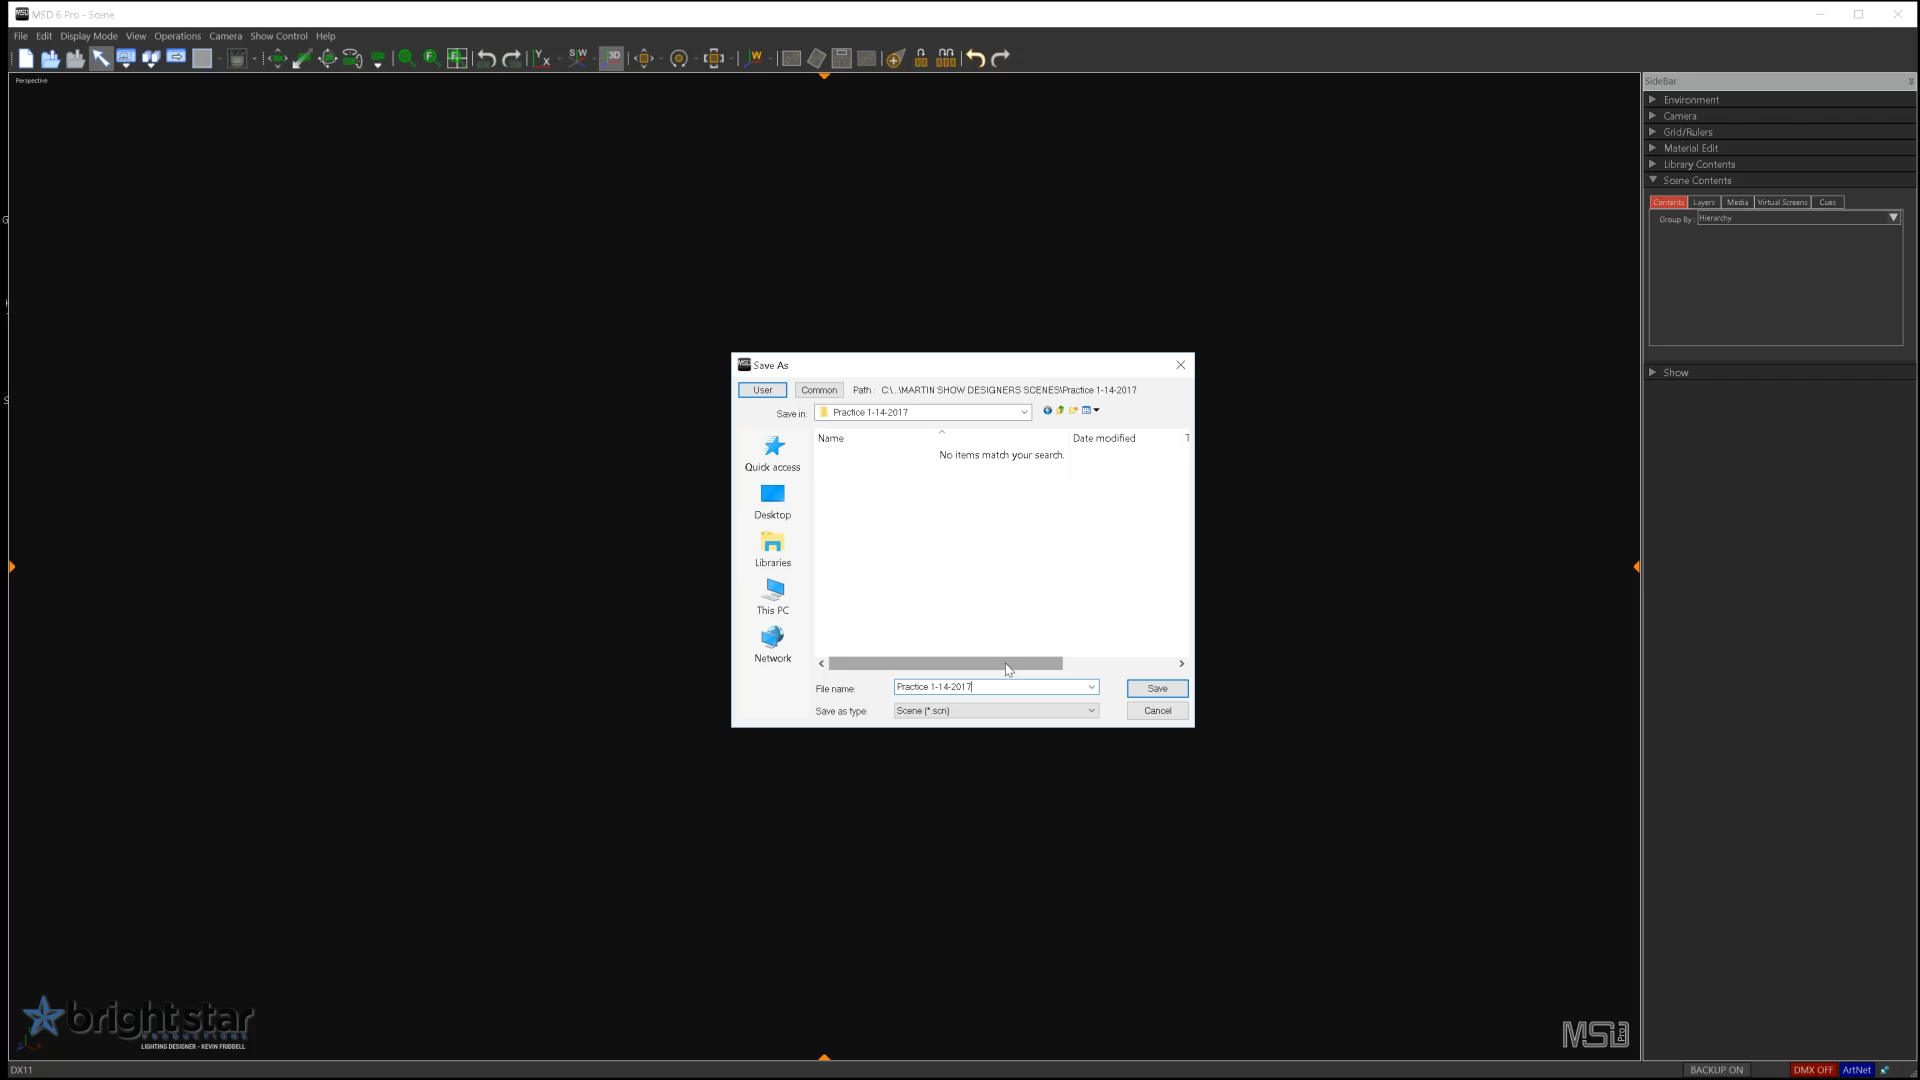 MSD 6 Pro - Scene
File Edit Display Mode View Operations Camera Show Control Help
Perspective
SideBar
Environment
Camera
Grid/Rulers
Material Edit
Library Contents
Scene Contents
Contents Layers Media Virtual Screens Cues
Group By : Hierarchy
Show
Save As
User Common Path : C:\...\MARTIN SHOW DESIGNERS SCENES\Practice 1-14-2017
Save in: Practice 1-14-2017
Name Date modified T
No items match your search.
Quick access
Desktop
Libraries
This PC
Network
File name: Practice 1-14-2017 Save
Save as type: Scene (*.scn) Cancel
brightstar
PRODUCTIONS
LIGHTING DESIGNER - KEVIN FRIDDELL
MSD Pro
DX11 BACKUP ON DMX OFF ArtNet